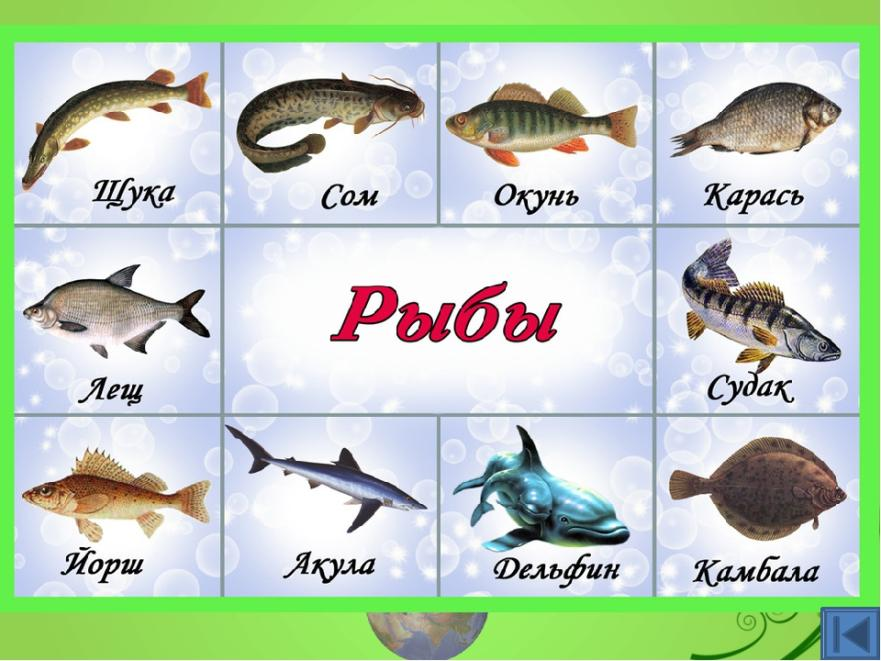 Щука
Сом
Окунь
Карась
Лещ
Рыбы
Судак
Йорш
Акула
Дельфин
Камбала